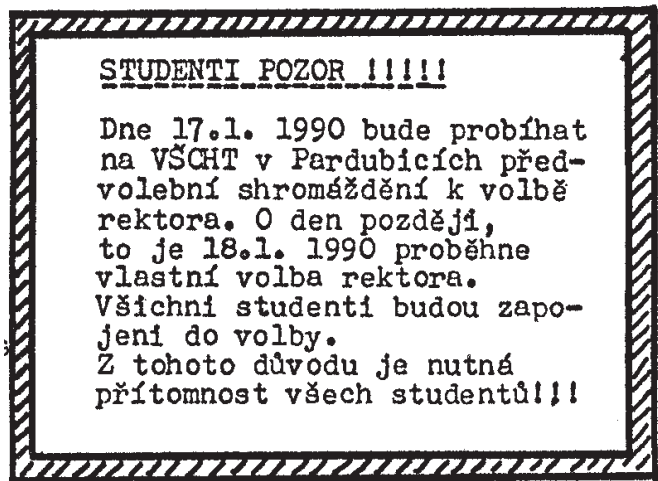 STUDENTI POZOR !!!!!
Dne 17.1. 1990 bude probíhat
na VŠCHT v Pardubicích před-
volební shromáždění k volbě
rektora. O den později,
to je 18.1. 1990 proběhne
vlastní volba rektora.
Všichni studenti budou zapo-
jeni do volby.
Z tohoto důvodu je nutná
přítomnost všech studentů!!!